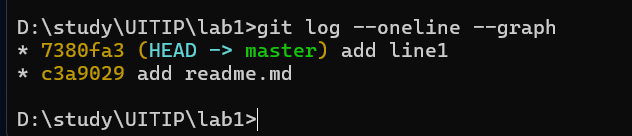 D:\study\UITIP\lab1>git log --oneline --graph
* 7380fa3 (HEAD -> master) add line1
* c3a9029 add readme.md
D:\study\UITIP\lab1>